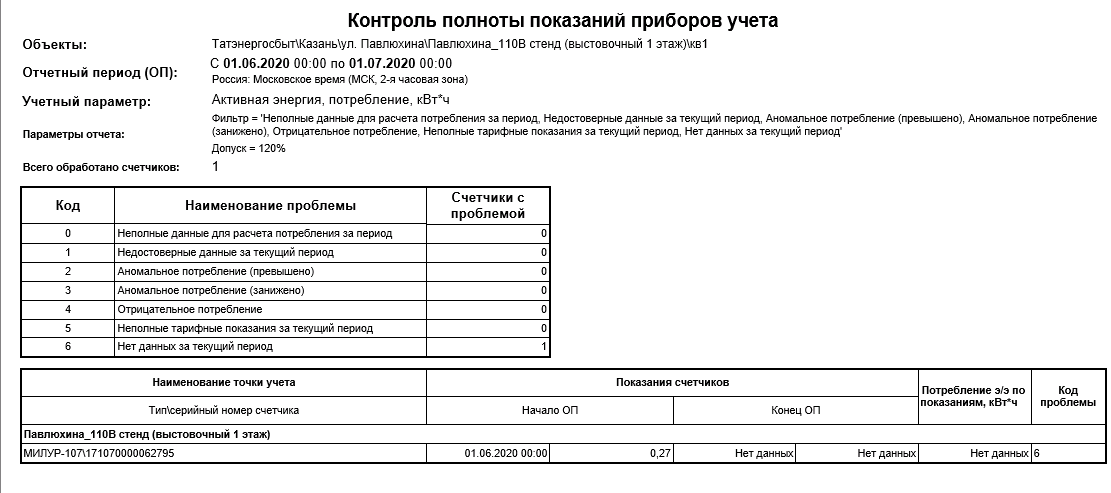 Контроль полноты показаний приборов учета
Объекты: Татэнергосбыт\Казань\ул. Павлюхина\Павлюхина_110В стенд (выстовочный 1 этаж)\кв1
Отчетный период (ОП): С 01.06.2020 00:00 по 01.07.2020 00:00
Россия: Московское время (МСК, 2-я часовая зона)
Учетный параметр: Активная энергия, потребление, кВт*ч
Параметры отчета: Фильтр = 'Неполные данные для расчета потребления за период, Недостоверные данные за текущий период, Аномальное потребление (превышено), Аномальное потребление
(занижено), Отрицательное потребление, Неполные тарифные показания за текущий период, Нет данных за текущий период'
Допуск = 120%
Всего обработано счетчиков: 1
Код Наименование проблемы Счетчики с проблемой
0 Неполные данные для расчета потребления за период 0
1 Недостоверные данные за текущий период 0
2 Аномальное потребление (превышено) 0
3 Аномальное потребление (занижено) 0
4 Отрицательное потребление 0
5 Неполные тарифные показания за текущий период 0
6 Нет данных за текущий период 1
Наименование точки учета Показания счетчиков Потребление э/э по показаниям, кВт*ч Код проблемы
Тип\серийный номер счетчика Начало ОП Конец ОП
Павлюхина_110В стенд (выстовочный 1 этаж)
МИЛУР-107\171070000062795 01.06.2020 00:00 0,27 Нет данных Нет данных Нет данных 6